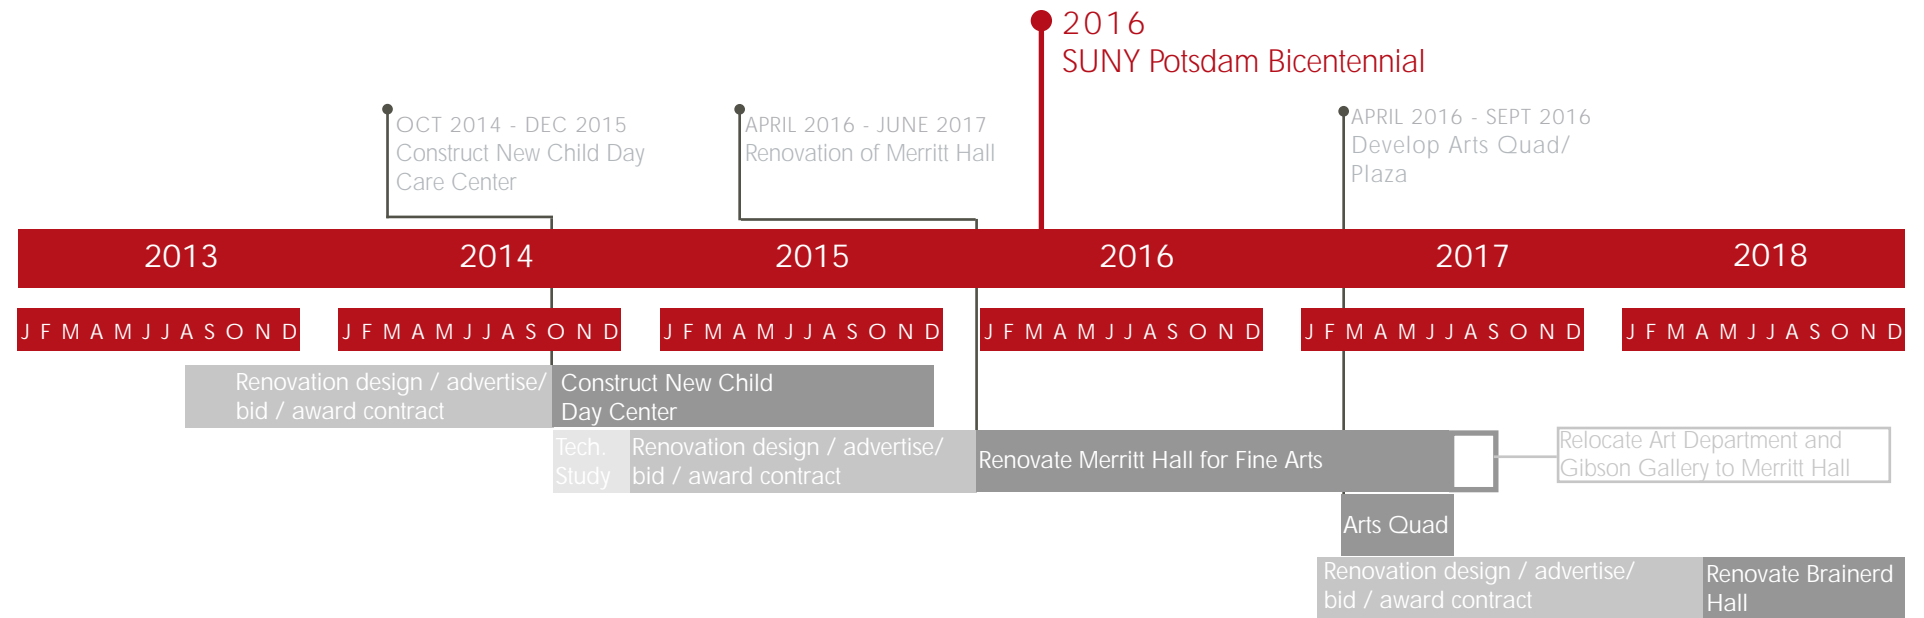 2016
SUNY Potsdam Bicentennial
OCT 2014 - DEC 2015
Construct New Child Day
Care Center
APRIL 2016 - JUNE 2017
Renovation of Merritt Hall
APRIL 2016 - SEPT 2016
Develop Arts Quad/
Plaza
2013 2014 2015 2016 2017 2018
J F M A M J J A S O N D J F M A M J J A S O N D J F M A M J J A S O N D J F M A M J J A S O N D J F M A M J J A S O N D J F M A M J J A S O N D
Renovation design / advertise/
bid / award contract
Construct New Child
Day Center
Tech.
Study
Renovation design / advertise/
bid / award contract
Renovate Merritt Hall for Fine Arts
Relocate Art Department and
Gibson Gallery to Merritt Hall
Arts Quad
Renovation design / advertise/
bid / award contract
Renovate Brainerd
Hall